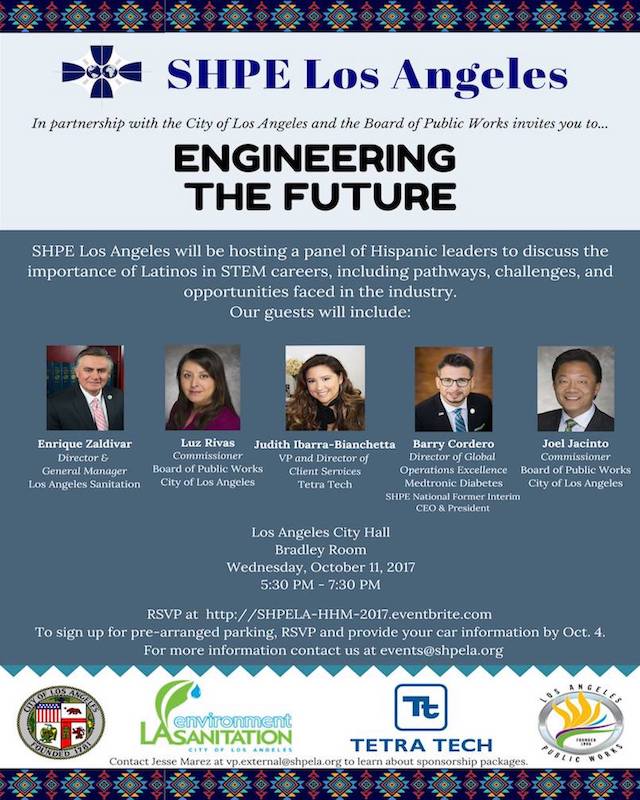 SHPE Los Angeles
In partnership with the City of Los Angeles and the Board of Public Works invites you to...
ENGINEERING
THE FUTURE
SHPE Los Angeles will be hosting a panel of Hispanic leaders to discuss the
importance of Latinos in STEM careers, including pathways, challenges, and
opportunities faced in the industry.
Our guests will include:
Enrique Zaldivar
Director &
General Manager
Los Angeles Sanitation
Luz Rivas
Commissioner
Board of Public Works
City of Los Angeles
Judith Ibarra-Bianchetta
VP and Director of
Client Services
Tetra Tech
Barry Cordero
Director of Global
Operations Excellence
Medtronic Diabetes
SHPE National Former Interim
CEO & President
Joel Jacinto
Commissioner
Board of Public Works
City of Los Angeles
Los Angeles City Hall
Bradley Room
Wednesday, October 11, 2017
5:30 PM - 7:30 PM
RSVP at http://SHPELA-HHM-2017.eventbrite.com
To sign up for pre-arranged parking, RSVP and provide your car information by Oct. 4.
For more information contact us at events@shpela.org
CITY OF LOS ANGELES
FOUNDED 1781
environment
LASANITATION
CITY OF LOS ANGELES
Tt
TETRA TECH
LOS ANGELES
FOUNDED
PUBLIC WORKS
Contact Jesse Marez at vp.external@shpela.org to learn about sponsorship packages.